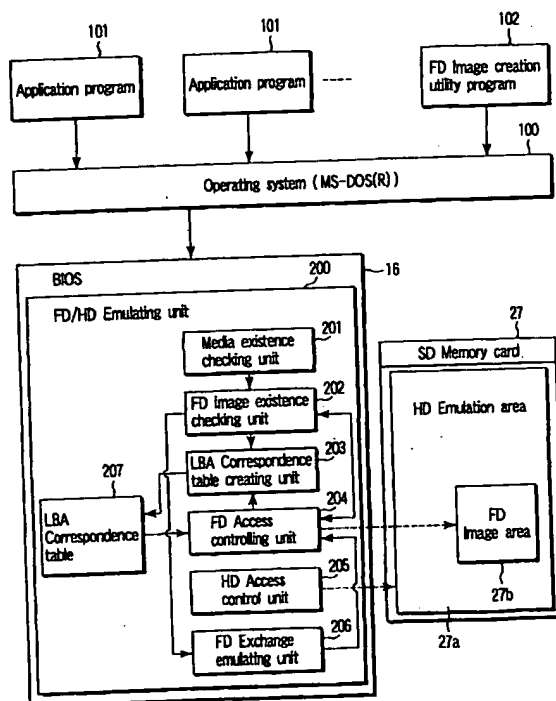 101
101
102
Application program
Application program
FD Image creation
utility program
100
Operating system (MS-DOS(R))
BIOS
16
200
FD/HD Emulating unit
201
Media existence
checking unit
202
FD Image existence
checking unit
203
LBA Correspondence
table creating unit
207
LBA
Correspondence
table
204
FD Access
controlling unit
205
HD Access
control unit
206
FD Exchange
emulating unit
27
SD Memory card
HD Emulation area
FD
Image area
27b
27a